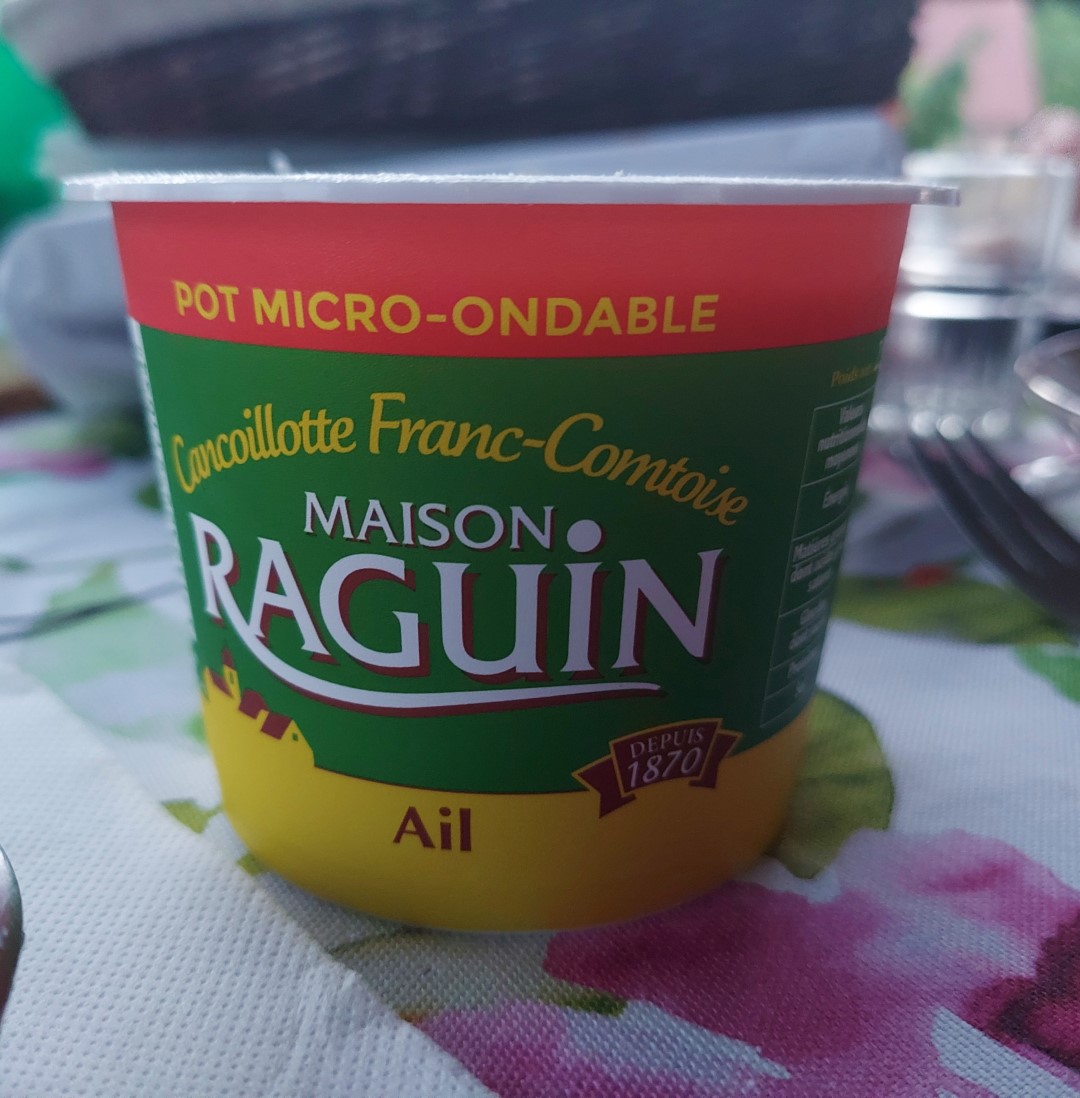 POT MICRO-ONDABLE
Cancoillotte Franc-Comtoise
MAISON
RAGUIN
DEPUIS
1870
Ail